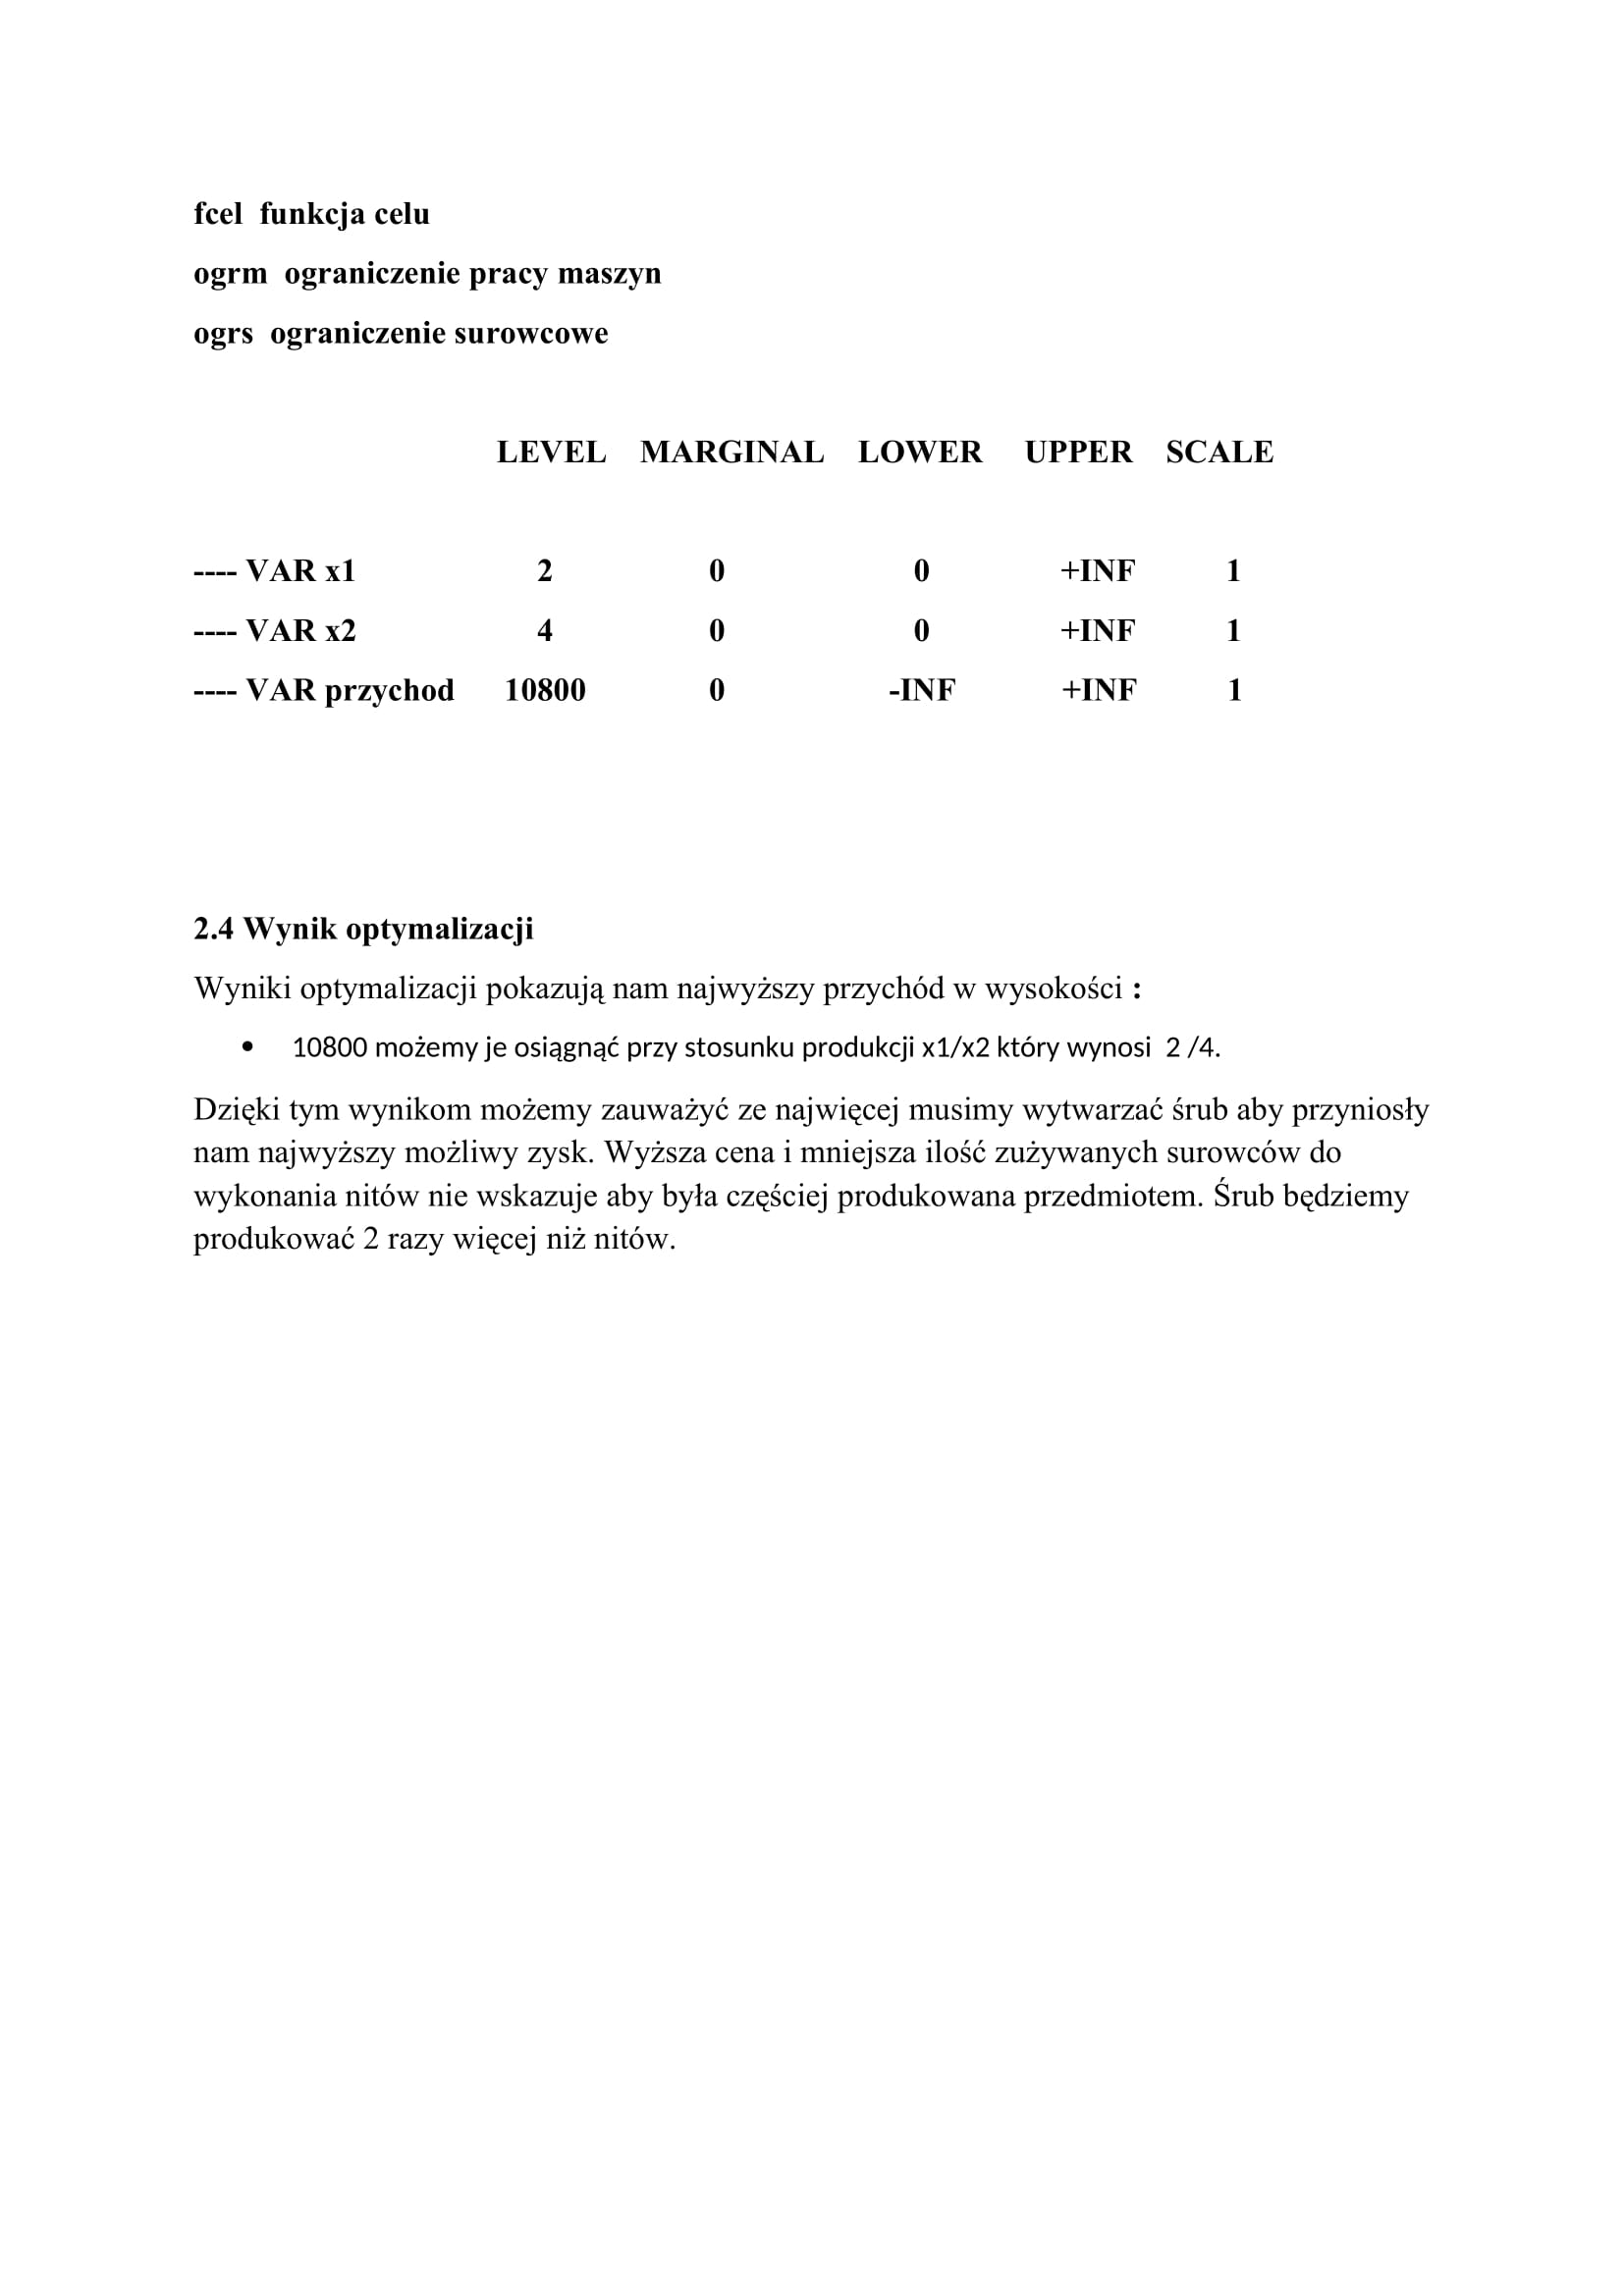 fcel  funkcja celu
ogrm  ograniczenie pracy maszyn
ogrs  ograniczenie surowcowe
LEVEL MARGINAL LOWER UPPER SCALE
---- VAR x1 2 0 0 +INF 1
---- VAR x2 4 0 0 +INF 1
---- VAR przychod 10800 0 -INF +INF 1
2.4 Wynik optymalizacji
Wyniki optymalizacji pokazują nam najwyższy przychód w wysokości :
• 10800 możemy je osiągnąć przy stosunku produkcji x1/x2 który wynosi  2 /4.
Dzięki tym wynikom możemy zauważyć ze najwięcej musimy wytwarzać śrub aby przyniosły
nam najwyższy możliwy zysk. Wyższa cena i mniejsza ilość zużywanych surowców do
wykonania nitów nie wskazuje aby była częściej produkowana przedmiotem. Śrub będziemy
produkować 2 razy więcej niż nitów.